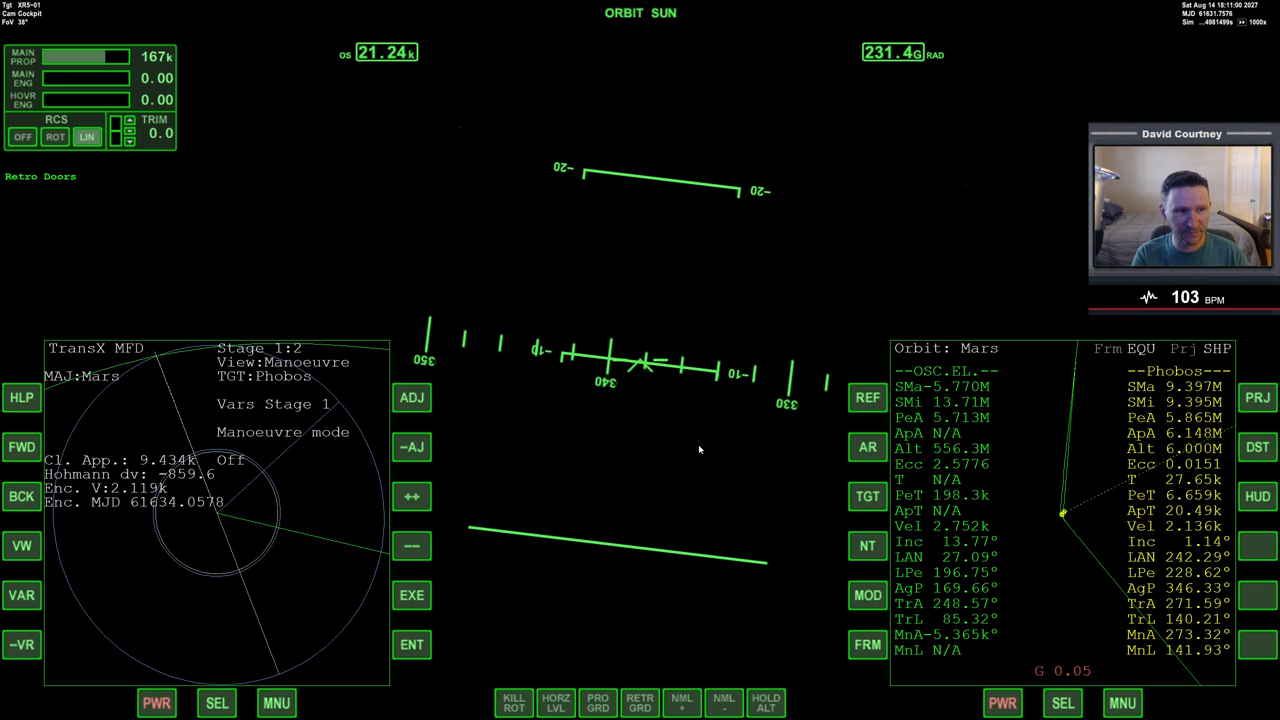 Tgt XR5-01
Cam Cockpit
FoV 38°
ORBIT SUN
Sat Aug 14 18:11:00 2027
MJD 61631.7576
Sim ...4981499s 1000x
MAIN PROP 167k
MAIN ENG 0.00
HOVR ENG 0.00
RCS TRIM
OFF ROT LIN 0.0
OS 21.24k
231.4G RAD
Retro Doors
David Courtney
103 BPM
20- 20-
350
340
330
10-
TransX MFD Stage 1:2
View:Manoeuvre
MAJ:Mars TGT:Phobos
Vars Stage 1
Manoeuvre mode
Cl. App.: 9.434k Off
Hohmann dv: -859.6
Enc. V:2.119k
Enc. MJD 61634.0578
HLP
FWD
BCK
VW
VAR
-VR
ADJ
-AJ
++
--
EXE
ENT
PWR SEL MNU
KILL ROT
HORZ LVL
PRO GRD
RETR GRD
NML +
NML -
HOLD ALT
REF
AR
TGT
NT
MOD
FRM
Orbit: Mars Frm EQU Prj SHP
--OSC.EL.-- --Phobos--
SMa-5.770M SMa 9.397M
SMi 13.71M SMi 9.395M
PeA 5.713M PeA 5.865M
ApA N/A ApA 6.148M
Alt 556.3M Alt 6.000M
Ecc 2.5776 Ecc 0.0151
T N/A T 27.65k
PeT 198.3k PeT 6.659k
ApT N/A ApT 20.49k
Vel 2.752k Vel 2.136k
Inc 13.77° Inc 1.14°
LAN 27.09° LAN 242.29°
LPe 196.75° LPe 228.62°
AgP 169.66° AgP 346.33°
TrA 248.57° TrA 271.59°
TrL 85.32° TrL 140.21°
MnA-5.365k° MnA 273.32°
MnL N/A MnL 141.93°
G 0.05
PRJ
DST
HUD
PWR SEL MNU